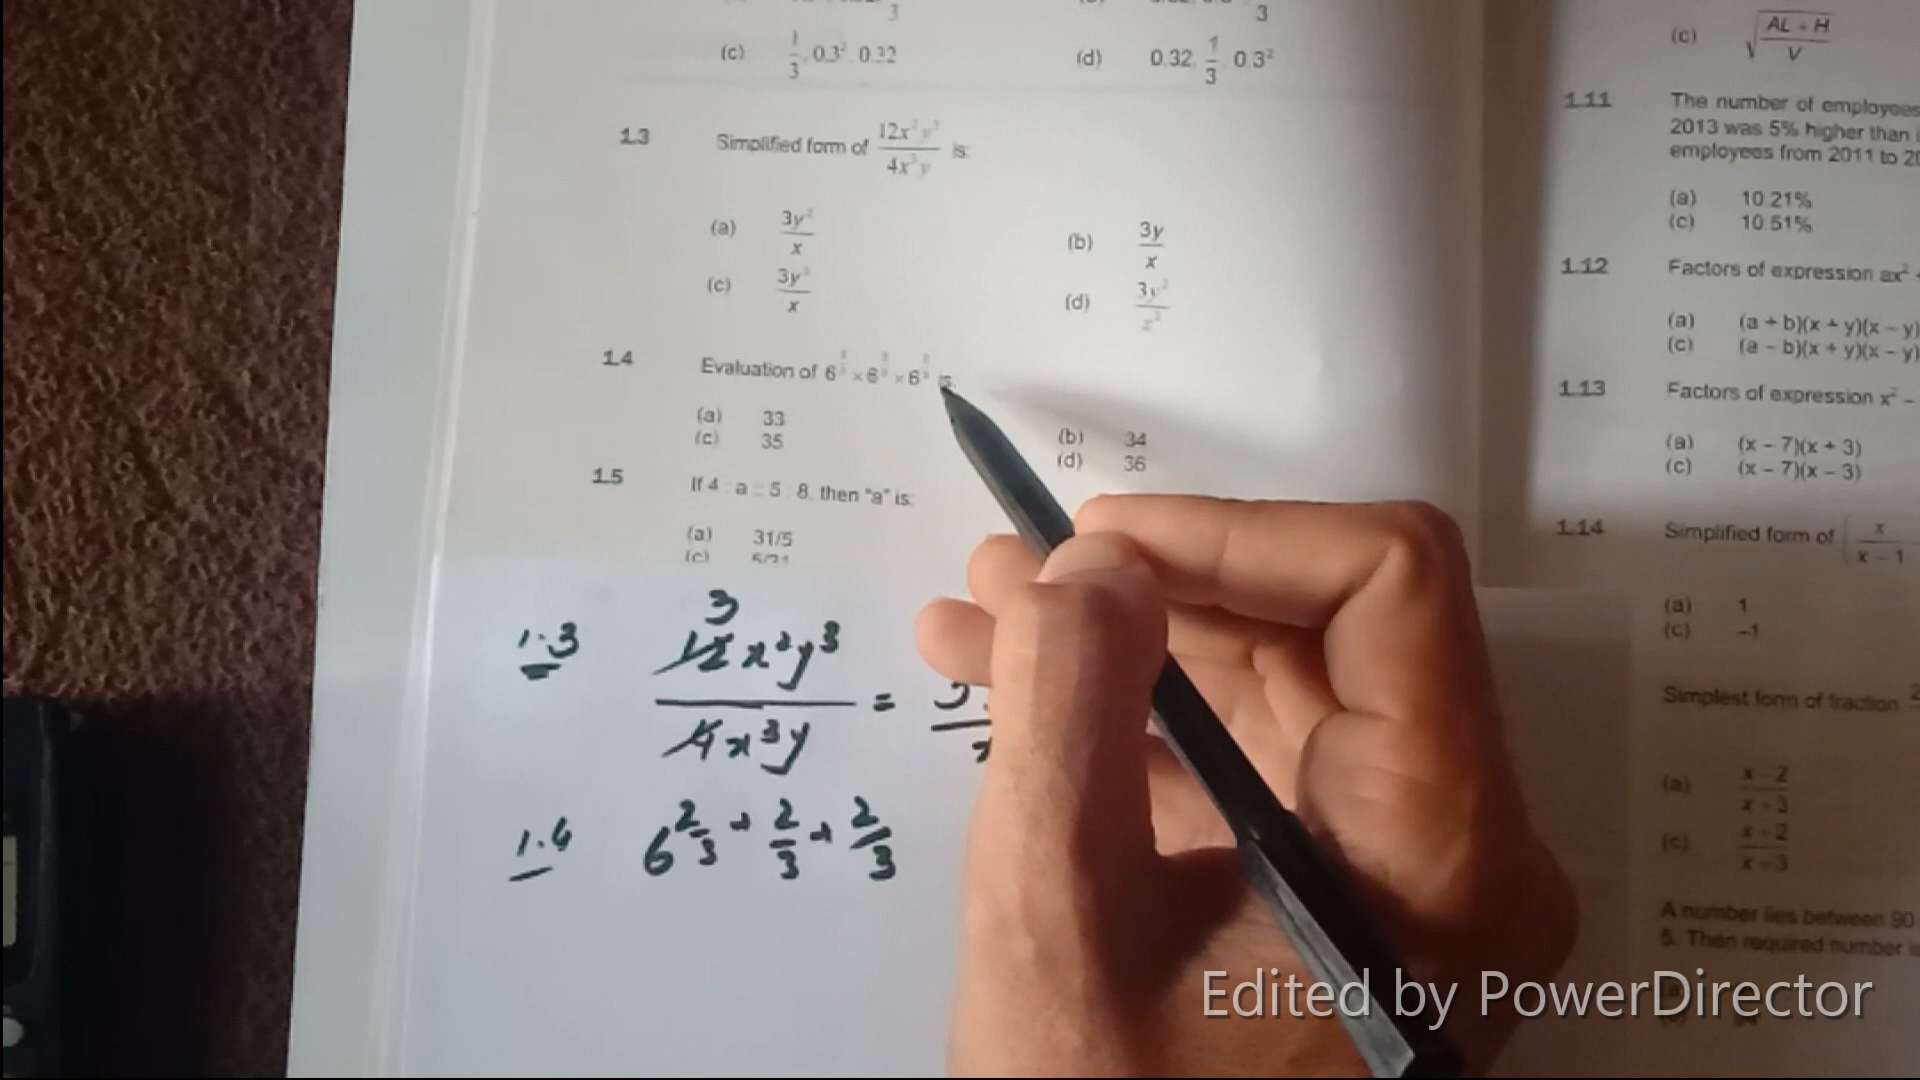 (c) 1/3, 0.3², 0.32 (d) 0.32, 1/3, 0.3²
1.3 Simplified form of 12x²y³/4x³y is:
(a) 3y²/x (b) 3y/x
(c) 3y³/x (d) 3y²/x²
1.4 Evaluation of 6^(2/3) × 6^(2/3) × 6^(2/3) is:
(a) 33 (b) 34
(c) 35 (d) 36
1.5 If 4 : a = 5 : 8, then "a" is:
(a) 31/5
(c)
1.3 12x²y³/4x³y = 3
1.4 6^(2/3 + 2/3 + 2/3)
(c) √(AL + H / V)
1.11 The number of employees
2013 was 5% higher than
employees from 2011 to
(a) 10.21%
(c) 10.51%
1.12 Factors of expression ax²
(a) (a + b)(x + y)(x – y)
(c) (a – b)(x + y)(x – y)
1.13 Factors of expression x² –
(a) (x – 7)(x + 3)
(c) (x – 7)(x – 3)
1.14 Simplified form of (x/x – 1
(a) 1
(c) –1
Simplest form of fraction
(a) x – 2/x – 3
(c) x + 2/x + 3
A number lies between 90
5. Then required number
Edited by PowerDirector